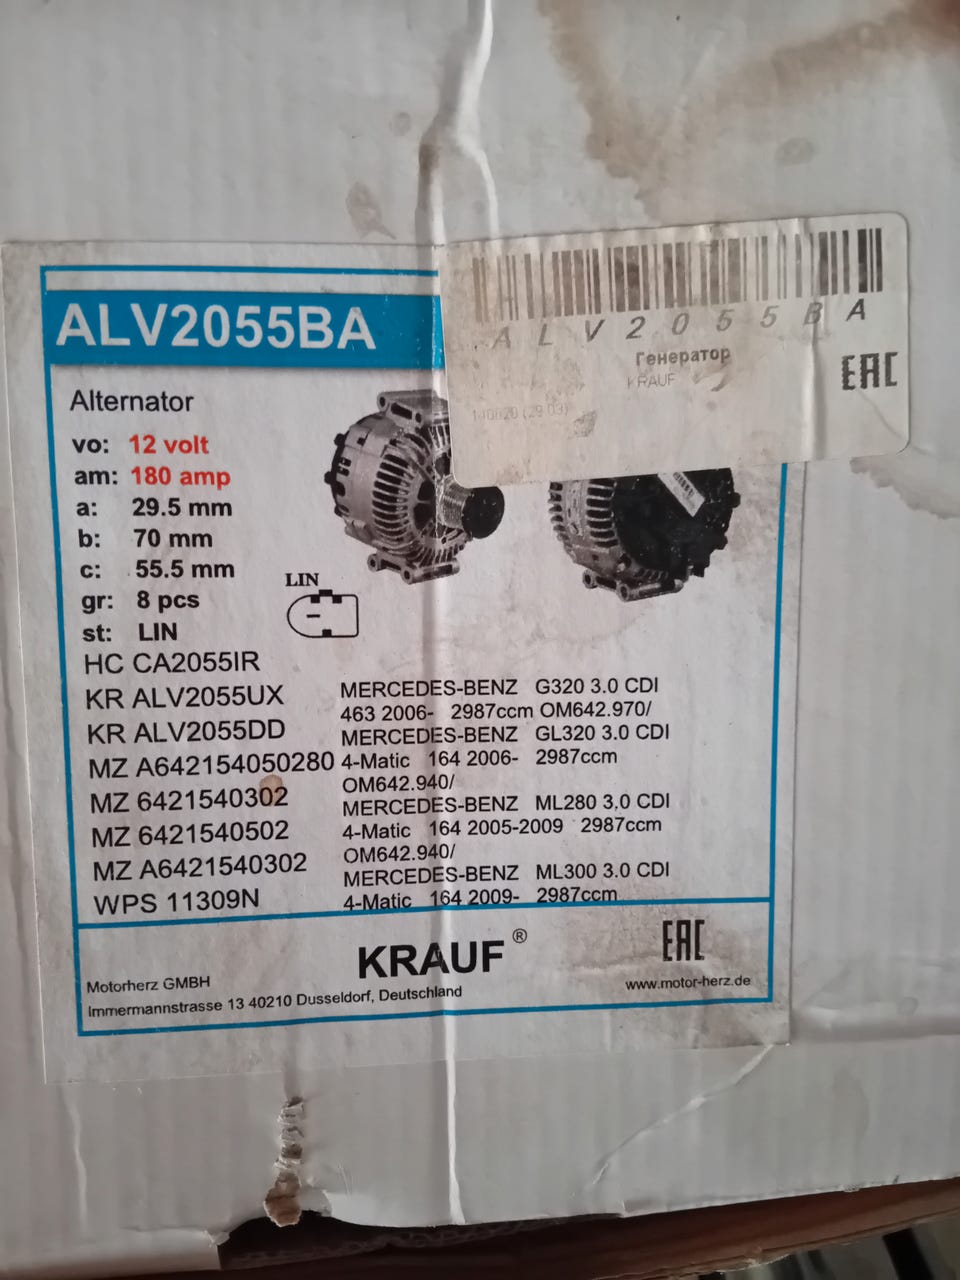 ALV2055BA
ALV2055BA
Генератор
KRAUF
EAC
140820 (29.03)
Alternator
vo: 12 volt
am: 180 amp
a: 29.5 mm
b: 70 mm
c: 55.5 mm
gr: 8 pcs
st: LIN
LIN
HC CA2055IR
KR ALV2055UX
KR ALV2055DD
MZ A642154050280
MZ 6421540302
MZ 6421540502
MZ A6421540302
WPS 11309N
MERCEDES-BENZ G320 3.0 CDI
463 2006- 2987ccm OM642.970/
MERCEDES-BENZ GL320 3.0 CDI
4-Matic 164 2006- 2987ccm
OM642.940/
MERCEDES-BENZ ML280 3,0 CDI
4-Matic 164 2005-2009 2987ccm
OM642.940/
MERCEDES-BENZ ML300 3.0 CDI
4-Matic 164 2009- 2987ccm
KRAUF®
EAC
Motorherz GMBH
Immermannstrasse 13 40210 Dusseldorf, Deutschland
www.motor-herz.de